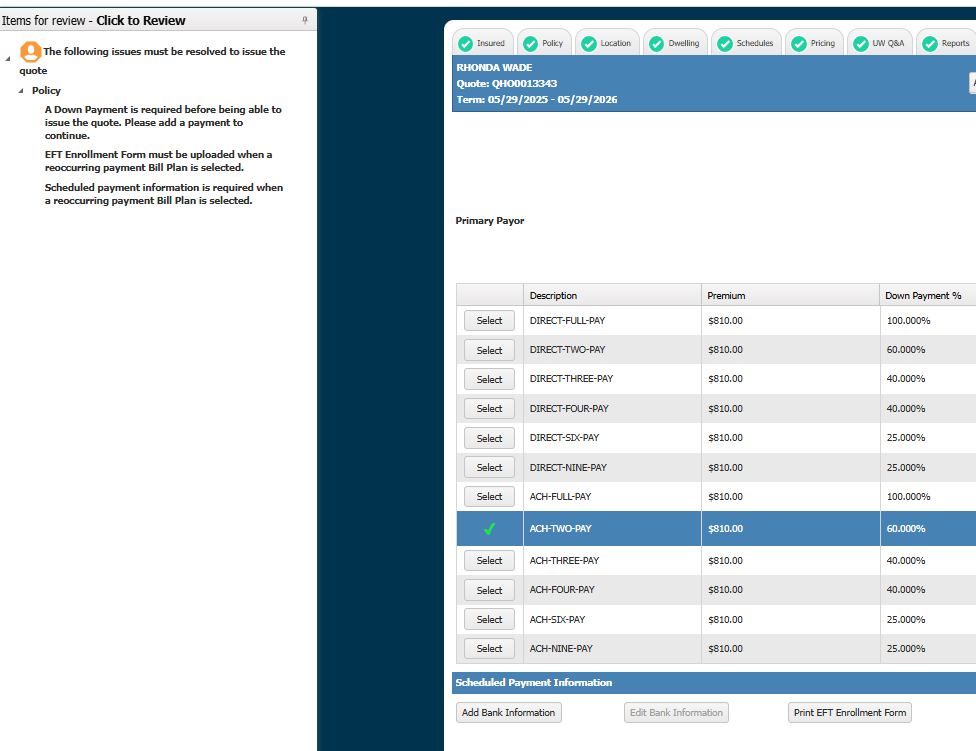 Items for review - Click to Review
The following issues must be resolved to issue the
quote
Policy
A Down Payment is required before being able to
issue the quote. Please add a payment to
continue.
EFT Enrollment Form must be uploaded when a
reoccurring payment Bill Plan is selected.
Scheduled payment information is required when
a reoccurring payment Bill Plan is selected.
Insured Policy Location Dwelling Schedules Pricing UW Q&A Reports
RHONDA WADE
Quote: QHO0013343
Term: 05/29/2025 - 05/29/2026
Primary Payor
Description Premium Down Payment %
Select DIRECT-FULL-PAY $810.00 100.000%
Select DIRECT-TWO-PAY $810.00 60.000%
Select DIRECT-THREE-PAY $810.00 40.000%
Select DIRECT-FOUR-PAY $810.00 40.000%
Select DIRECT-SIX-PAY $810.00 25.000%
Select DIRECT-NINE-PAY $810.00 25.000%
Select ACH-FULL-PAY $810.00 100.000%
ACH-TWO-PAY $810.00 60.000%
Select ACH-THREE-PAY $810.00 40.000%
Select ACH-FOUR-PAY $810.00 40.000%
Select ACH-SIX-PAY $810.00 25.000%
Select ACH-NINE-PAY $810.00 25.000%
Scheduled Payment Information
Add Bank Information Edit Bank Information Print EFT Enrollment Form